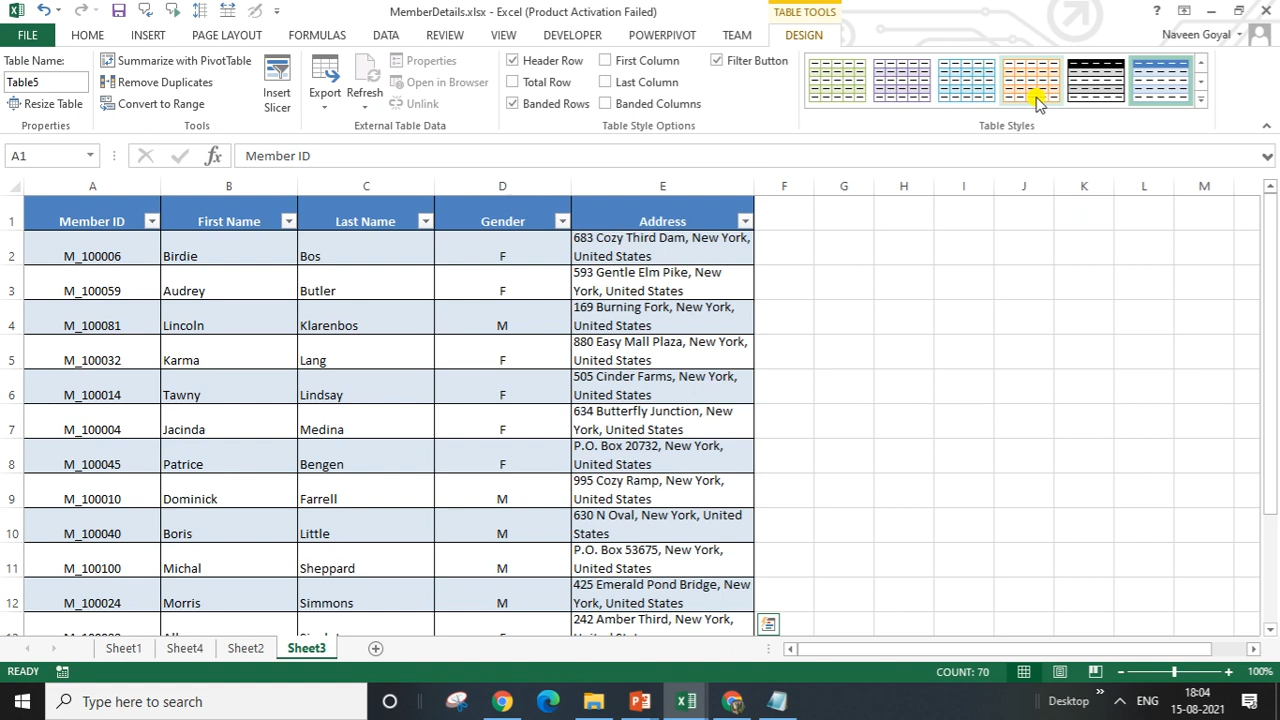 MemberDetails.xlsx - Excel (Product Activation Failed)
TABLE TOOLS
FILE HOME INSERT PAGE LAYOUT FORMULAS DATA REVIEW VIEW DEVELOPER POWERPIVOT TEAM DESIGN
Naveen Goyal
Table Name:
Table5
Resize Table
Properties
Summarize with PivotTable
Remove Duplicates
Convert to Range
Tools
Insert
Slicer
Export
Refresh
Properties
Open in Browser
Unlink
External Table Data
Header Row
Total Row
Banded Rows
First Column
Last Column
Banded Columns
Filter Button
Table Style Options
Table Styles
A1
Member ID
A B C D E F G H I J K L M
1 Member ID First Name Last Name Gender Address
2 M_100006 Birdie Bos F 683 Cozy Third Dam, New York,
United States
3 M_100059 Audrey Butler F 593 Gentle Elm Pike, New
York, United States
4 M_100081 Lincoln Klarenbos M 169 Burning Fork, New York,
United States
5 M_100032 Karma Lang F 880 Easy Mall Plaza, New York,
United States
6 M_100014 Tawny Lindsay F 505 Cinder Farms, New York,
United States
7 M_100004 Jacinda Medina F 634 Butterfly Junction, New
York, United States
8 M_100045 Patrice Bengen F P.O. Box 20732, New York,
United States
9 M_100010 Dominick Farrell M 995 Cozy Ramp, New York,
United States
10 M_100040 Boris Little M 630 N Oval, New York, United
States
11 M_100100 Michal Sheppard M P.O. Box 53675, New York,
United States
12 M_100024 Morris Simmons M 425 Emerald Pond Bridge, New
York, United States
242 Amber Third, New York,
Sheet1 Sheet4 Sheet2 Sheet3
READY
COUNT: 70
100%
Type here to search
Desktop
ENG
18:04
15-08-2021